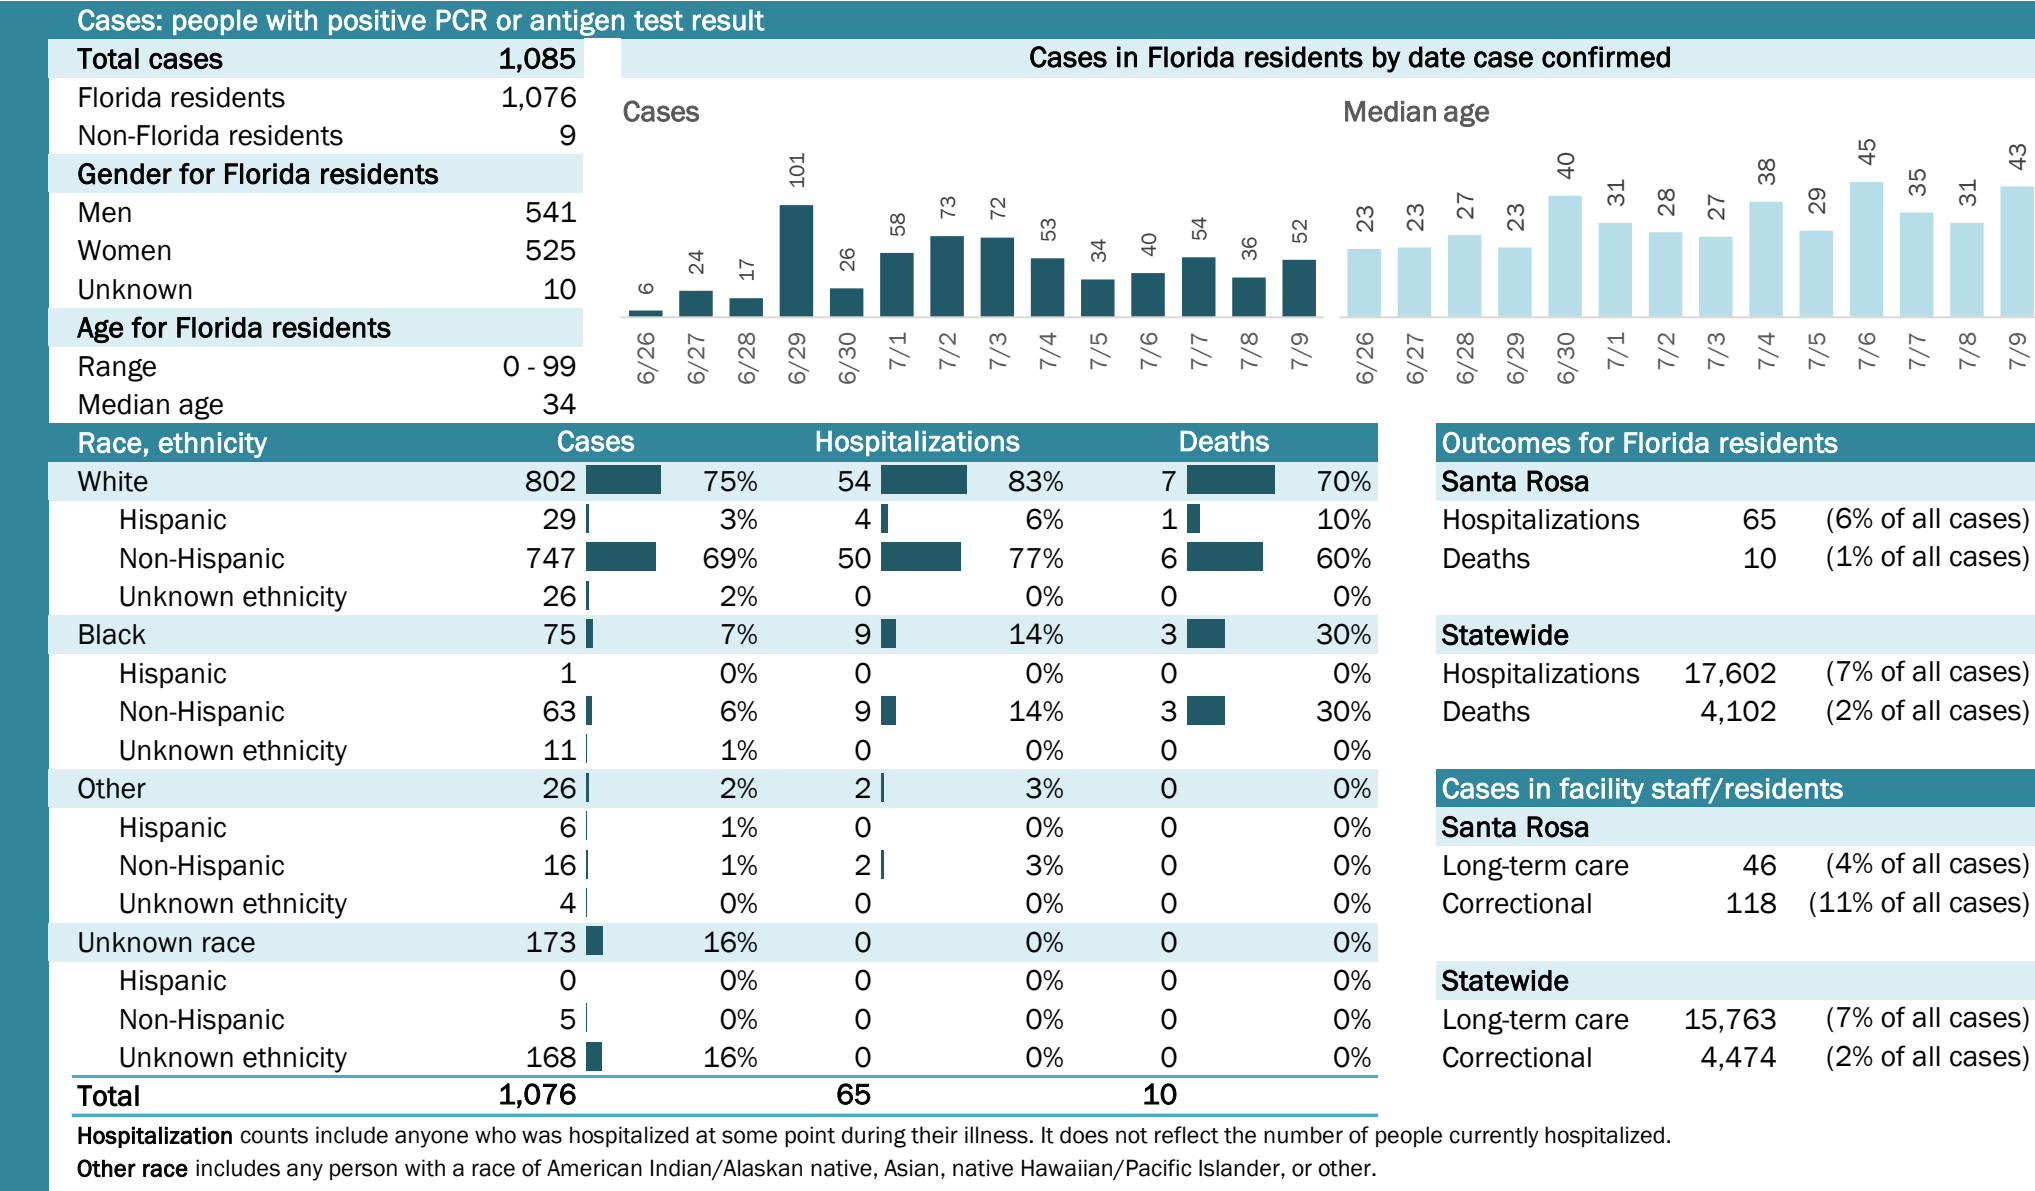 Cases: people with positive PCR or antigen test result
Total cases 1,085
Florida residents 1,076
Non-Florida residents 9
Gender for Florida residents
Men 541
Women 525
Unknown 10
Age for Florida residents
Range 0 - 99
Median age 34
Cases in Florida residents by date case confirmed
Cases
6 24 17 101 26 58 73 72 53 34 40 54 36 52
6/26 6/27 6/28 6/29 6/30 7/1 7/2 7/3 7/4 7/5 7/6 7/7 7/8 7/9
Median age
23 23 27 23 40 31 28 27 38 29 45 35 31 43
6/26 6/27 6/28 6/29 6/30 7/1 7/2 7/3 7/4 7/5 7/6 7/7 7/8 7/9
Race, ethnicity Cases Hospitalizations Deaths
White 802 75% 54 83% 7 70%
Hispanic 29 3% 4 6% 1 10%
Non-Hispanic 747 69% 50 77% 6 60%
Unknown ethnicity 26 2% 0 0% 0 0%
Black 75 7% 9 14% 3 30%
Hispanic 1 0% 0 0% 0 0%
Non-Hispanic 63 6% 9 14% 3 30%
Unknown ethnicity 11 1% 0 0% 0 0%
Other 26 2% 2 3% 0 0%
Hispanic 6 1% 0 0% 0 0%
Non-Hispanic 16 1% 2 3% 0 0%
Unknown ethnicity 4 0% 0 0% 0 0%
Unknown race 173 16% 0 0% 0 0%
Hispanic 0 0% 0 0% 0 0%
Non-Hispanic 5 0% 0 0% 0 0%
Unknown ethnicity 168 16% 0 0% 0 0%
Total 1,076 65 10
Outcomes for Florida residents
Santa Rosa
Hospitalizations 65 (6% of all cases)
Deaths 10 (1% of all cases)
Statewide
Hospitalizations 17,602 (7% of all cases)
Deaths 4,102 (2% of all cases)
Cases in facility staff/residents
Santa Rosa
Long-term care 46 (4% of all cases)
Correctional 118 (11% of all cases)
Statewide
Long-term care 15,763 (7% of all cases)
Correctional 4,474 (2% of all cases)
Hospitalization counts include anyone who was hospitalized at some point during their illness. It does not reflect the number of people currently hospitalized.
Other race includes any person with a race of American Indian/Alaskan native, Asian, native Hawaiian/Pacific Islander, or other.